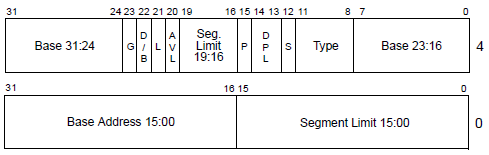 31 24 23 22 21 20 19 16 15 14 13 12 11 8 7 0
Base 31:24 G D/B L AVL Seg. Limit 19:16 P DPL S Type Base 23:16 4
31 16 15 0
Base Address 15:00 Segment Limit 15:00 0